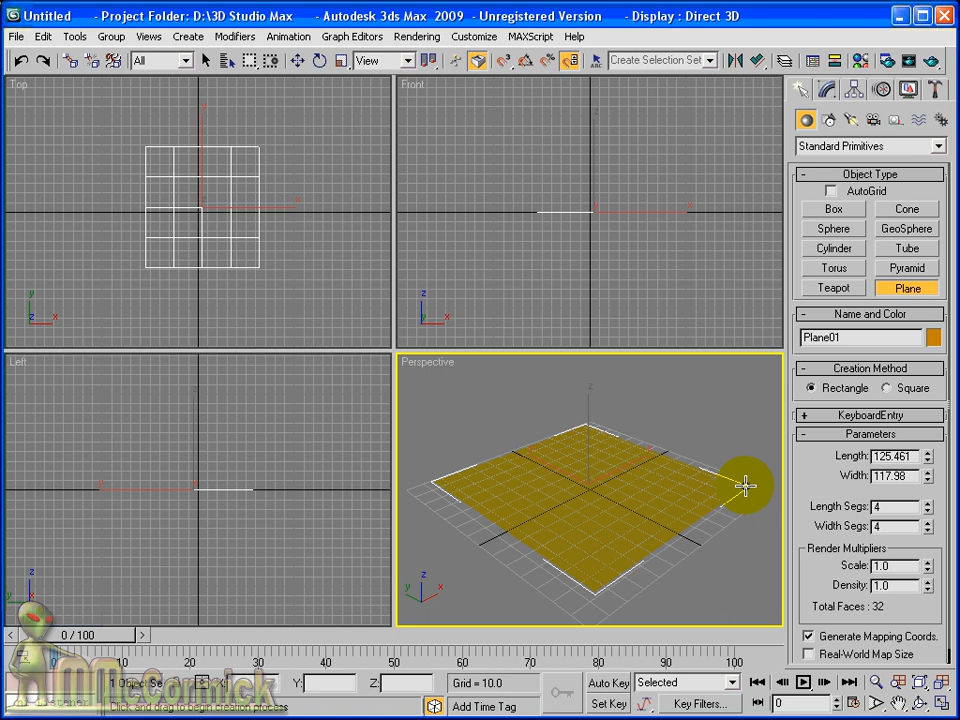 Untitled - Project Folder: D:\3D Studio Max - Autodesk 3ds Max 2009 - Unregistered Version - Display : Direct 3D
File Edit Tools Group Views Create Modifiers Animation Graph Editors Rendering Customize MAXScript Help
All View Create Selection Set
Top
Front
Left
Perspective
Standard Primitives
- Object Type
AutoGrid
Box Cone
Sphere GeoSphere
Cylinder Tube
Torus Pyramid
Teapot Plane
- Name and Color
Plane01
- Creation Method
Rectangle Square
+ KeyboardEntry
- Parameters
Length: 125.461
Width: 117.98
Length Segs: 4
Width Segs: 4
Render Multipliers
Scale: 1.0
Density: 1.0
Total Faces : 32
Generate Mapping Coords.
Real-World Map Size
< 0 / 100 >
10 20 30 40 50 60 70 80 90 100
McCormick
1 Object Se Y: Z: Grid = 10.0 Auto Key Selected
Click and drag to begin creation process Add Time Tag Set Key Key Filters... 0